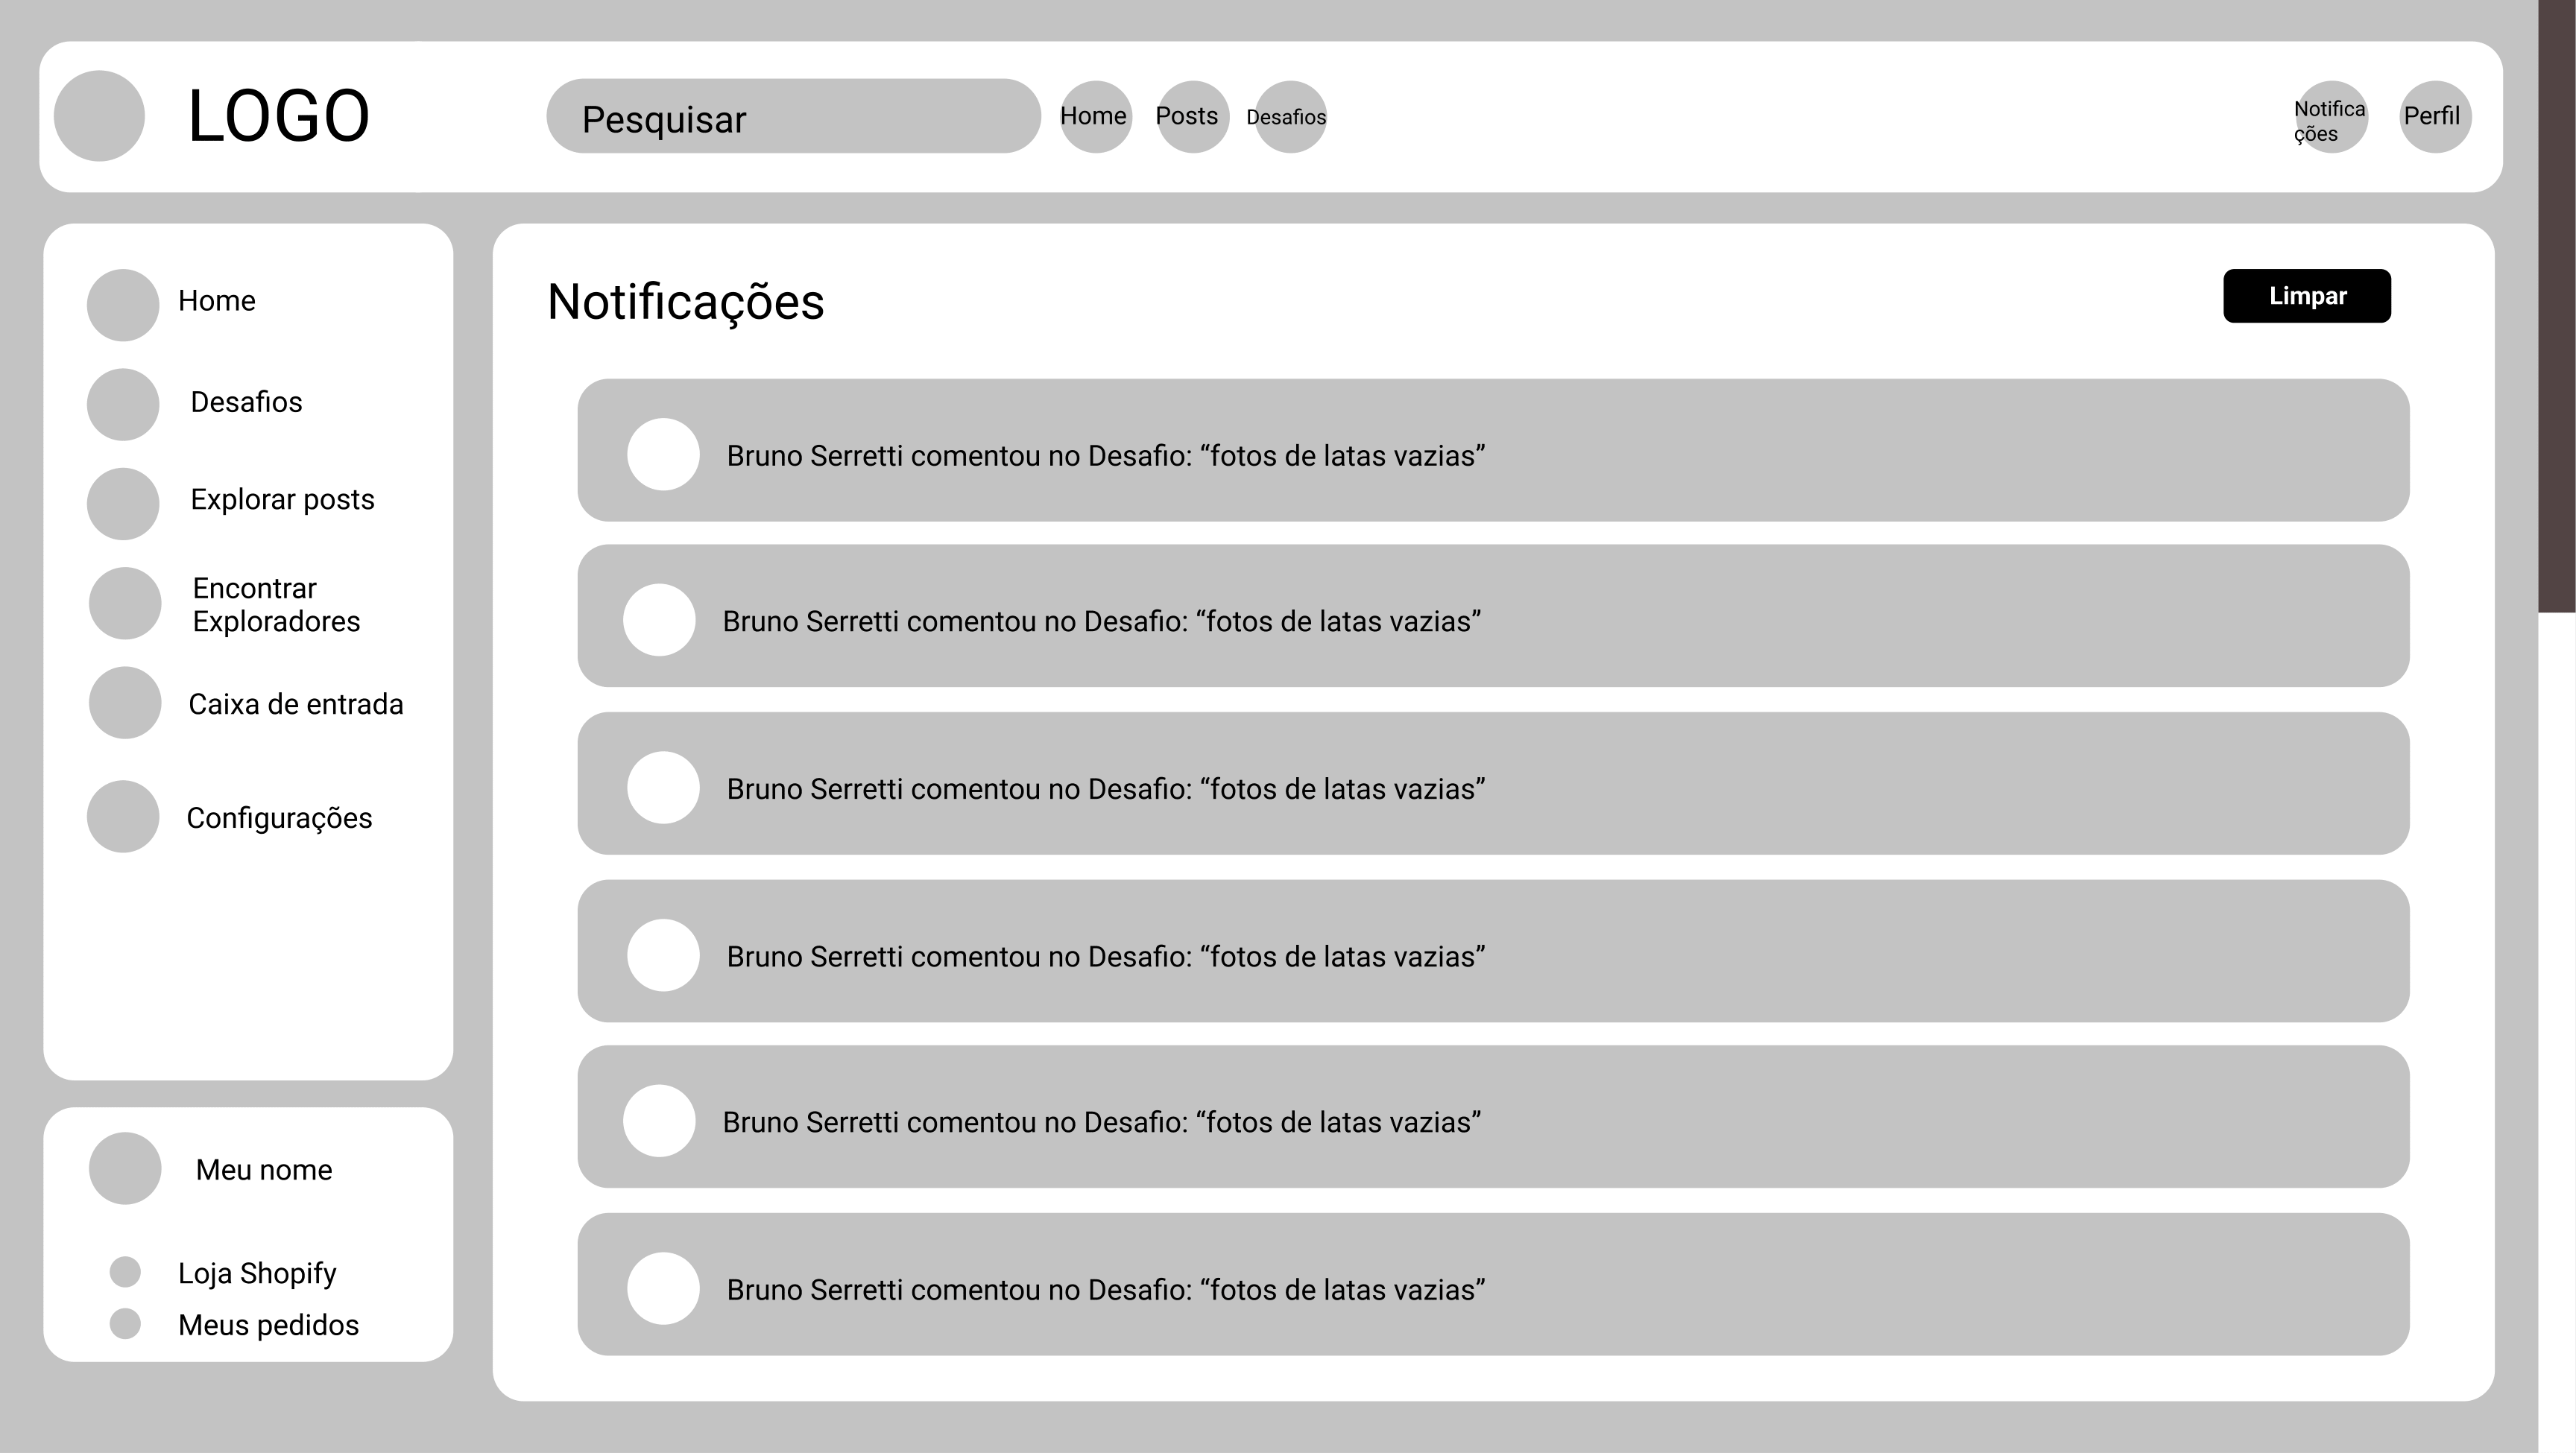 LOGO
Pesquisar
Home
Posts
Desafios
Notifica
ções
Perfil
Home
Desafios
Explorar posts
Encontrar
Exploradores
Caixa de entrada
Configurações
Meu nome
Loja Shopify
Meus pedidos
Notificações
Limpar
Bruno Serretti comentou no Desafio: “fotos de latas vazias”
Bruno Serretti comentou no Desafio: “fotos de latas vazias”
Bruno Serretti comentou no Desafio: “fotos de latas vazias”
Bruno Serretti comentou no Desafio: “fotos de latas vazias”
Bruno Serretti comentou no Desafio: “fotos de latas vazias”
Bruno Serretti comentou no Desafio: “fotos de latas vazias”